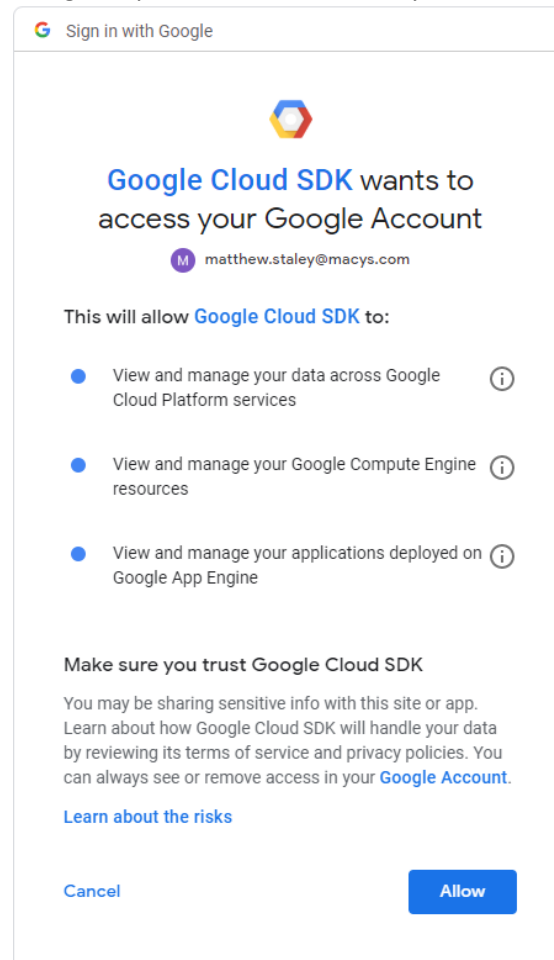 Sign in with Google
Google Cloud SDK wants to
access your Google Account
M matthew.staley@macys.com
This will allow Google Cloud SDK to:
View and manage your data across Google
Cloud Platform services
View and manage your Google Compute Engine
resources
View and manage your applications deployed on
Google App Engine
Make sure you trust Google Cloud SDK
You may be sharing sensitive info with this site or app.
Learn about how Google Cloud SDK will handle your data
by reviewing its terms of service and privacy policies. You
can always see or remove access in your Google Account.
Learn about the risks
Cancel
Allow